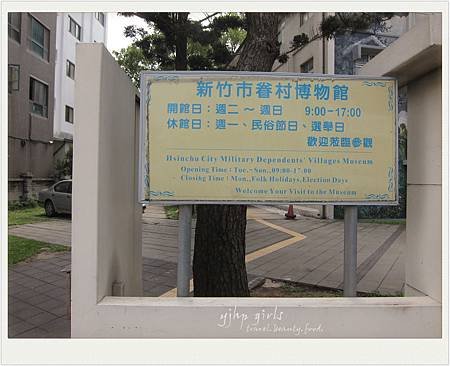 新竹市眷村博物館
開館日：週二～週日 9:00-17:00
休館日：週一、民俗節日、選舉日
歡迎蒞臨參觀
Hsinchu City Military Dependents' Villages Museum
Opening Time : Tue.~Sun.,09:00-17:00
Closing Time : Mon., Folk Holidays, Election Days
Welcome Your Visit to the Museum
yjhp girls
travel.beauty.food.